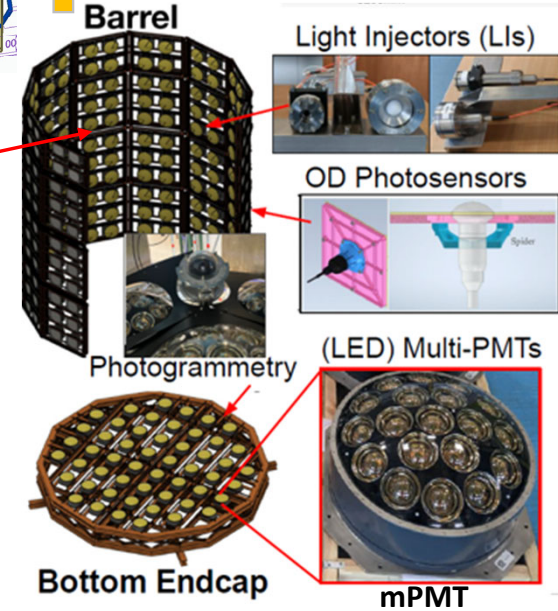 Barrel
Light Injectors (LIs)
OD Photosensors
Spider
(LED) Multi-PMTs
Photogrammetry
Bottom Endcap
mPMT